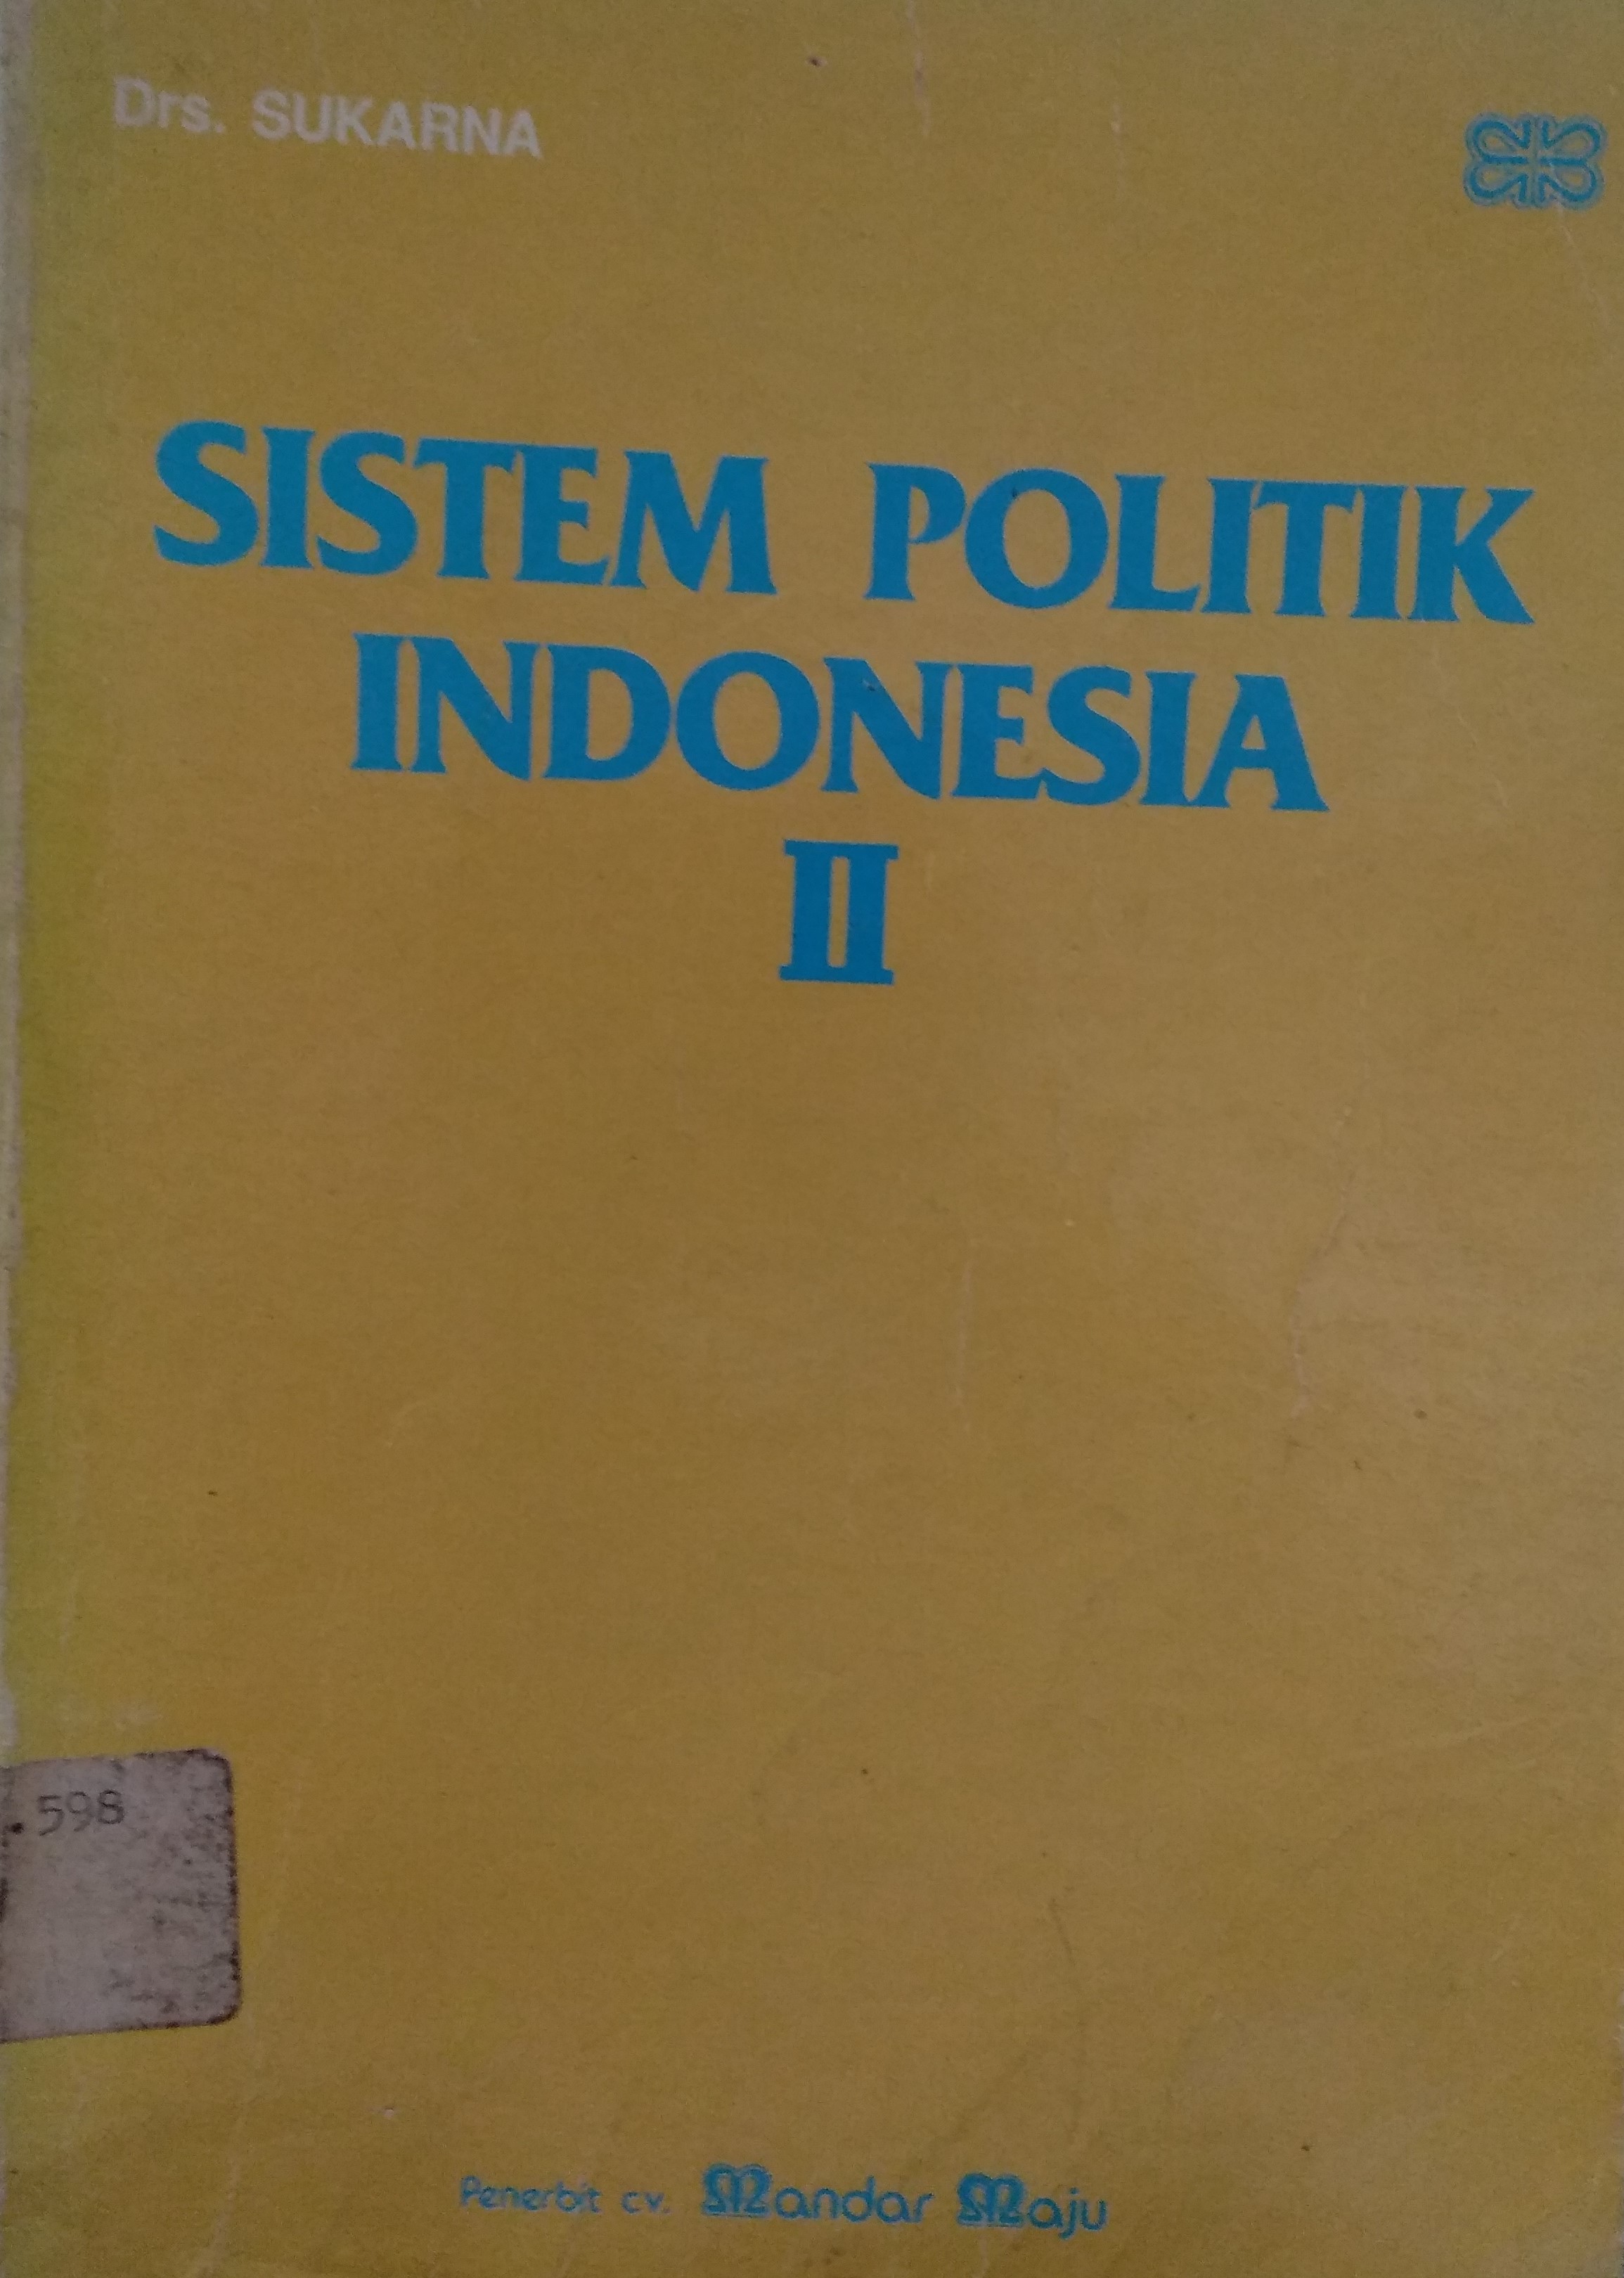 Drs. SUKARNA
SISTEM POLITIK
INDONESIA
II
.598
Penerbit cv. Mandar Maju